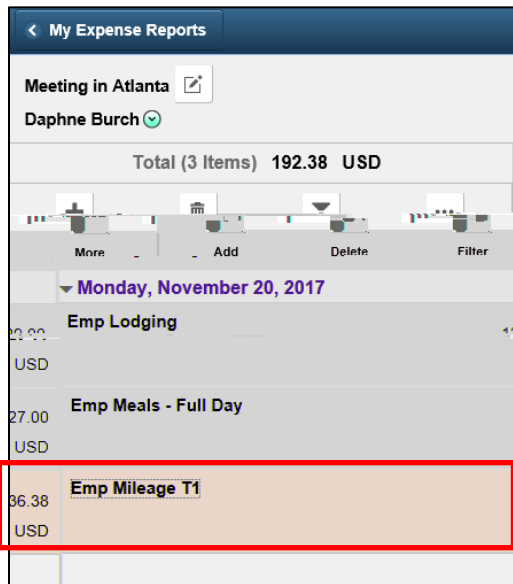 My Expense Reports
Meeting in Atlanta
Daphne Burch
Total (3 Items) 192.38 USD
More Add Delete Filter
Monday, November 20, 2017
Emp Lodging
USD
Emp Meals - Full Day
27.00
USD
Emp Mileage T1
36.38
USD